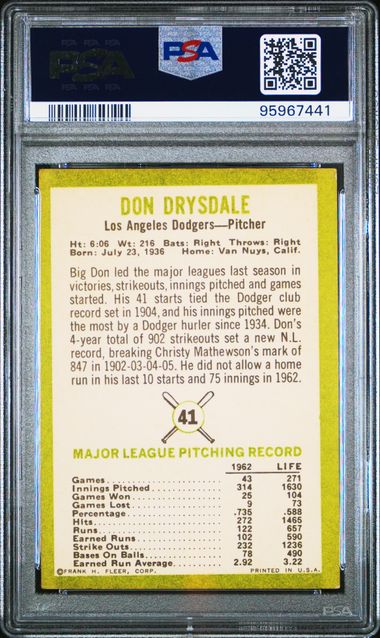 PSA
PSA
PSA
95967441
DON DRYSDALE
Los Angeles Dodgers—Pitcher
Ht: 6:06 Wt: 216 Bats: Right Throws: Right
Born: July 23, 1936 Home: Van Nuys, Calif.
Big Don led the major leagues last season in
victories, strikeouts, innings pitched and games
started. His 41 starts tied the Dodger club
record set in 1904, and his innings pitched were
the most by a Dodger hurler since 1934. Don's
4-year total of 902 strikeouts set a new N.L.
record, breaking Christy Mathewson's mark of
847 in 1902-03-04-05. He did not allow a home
run in his last 10 starts and 75 innings in 1962.
41
MAJOR LEAGUE PITCHING RECORD
1962 LIFE
Games 43 271
Innings Pitched 314 1630
Games Won 25 104
Games Lost 9 73
Percentage .735 .588
Hits 272 1465
Runs 122 657
Earned Runs 102 590
Strike Outs 232 1236
Bases On Balls 78 490
Earned Run Average 2.92 3.22
©FRANK H. FLEER, CORP. PRINTED IN U.S.A.
PSA